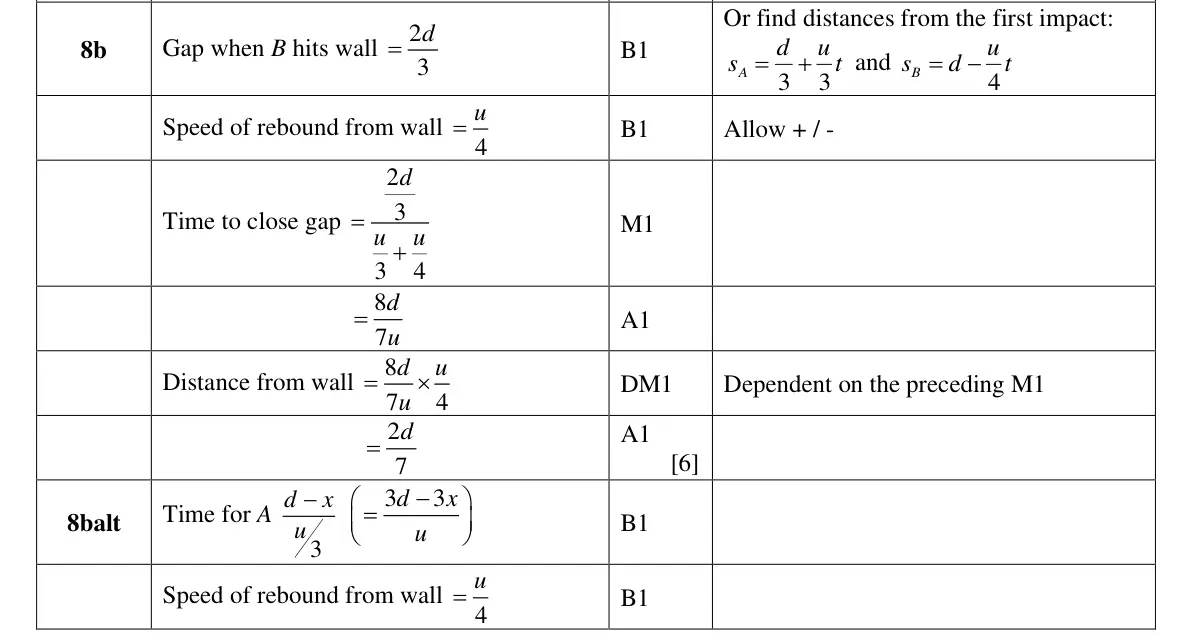 8b Gap when B hits wall = 2d/3 B1 Or find distances from the first impact:
s_A = d/3 + u/3 t and s_B = d − u/4 t
Speed of rebound from wall = u/4 B1 Allow + / -
Time to close gap = (2d/3)/(u/3 + u/4) M1
= 8d/7u A1
Distance from wall = 8d/7u × u/4 DM1 Dependent on the preceding M1
= 2d/7 A1
[6]
8balt Time for A (d − x)/(u/3) (= (3d − 3x)/u) B1
Speed of rebound from wall = u/4 B1